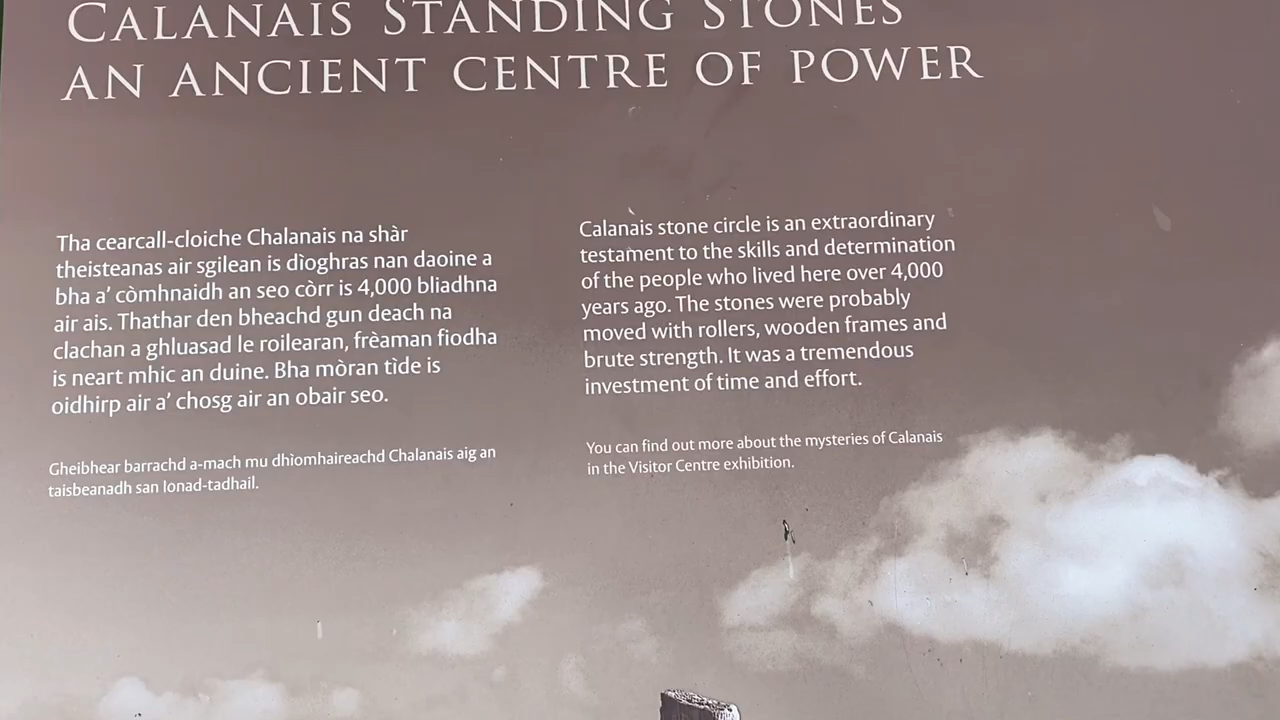 CALANAIS STANDING STONES
AN ANCIENT CENTRE OF POWER
Tha cearcall-cloiche Chalanais na shàr
theisteanas air sgilean is dìoghras nan daoine a
bha a’ còmhnaidh an seo còrr is 4,000 bliadhna
air ais. Thathar den bheachd gun deach na
clachan a ghluasad le roilearan, frèaman fiodha
is neart mhic an duine. Bha mòran tìde is
oidhirp air a’ chosg air an obair seo.
Gheibhear barrachd a-mach mu dhìomhaireachd Chalanais aig an
taisbeanadh san Ionad-tadhail.
Calanais stone circle is an extraordinary
testament to the skills and determination
of the people who lived here over 4,000
years ago. The stones were probably
moved with rollers, wooden frames and
brute strength. It was a tremendous
investment of time and effort.
You can find out more about the mysteries of Calanais
in the Visitor Centre exhibition.